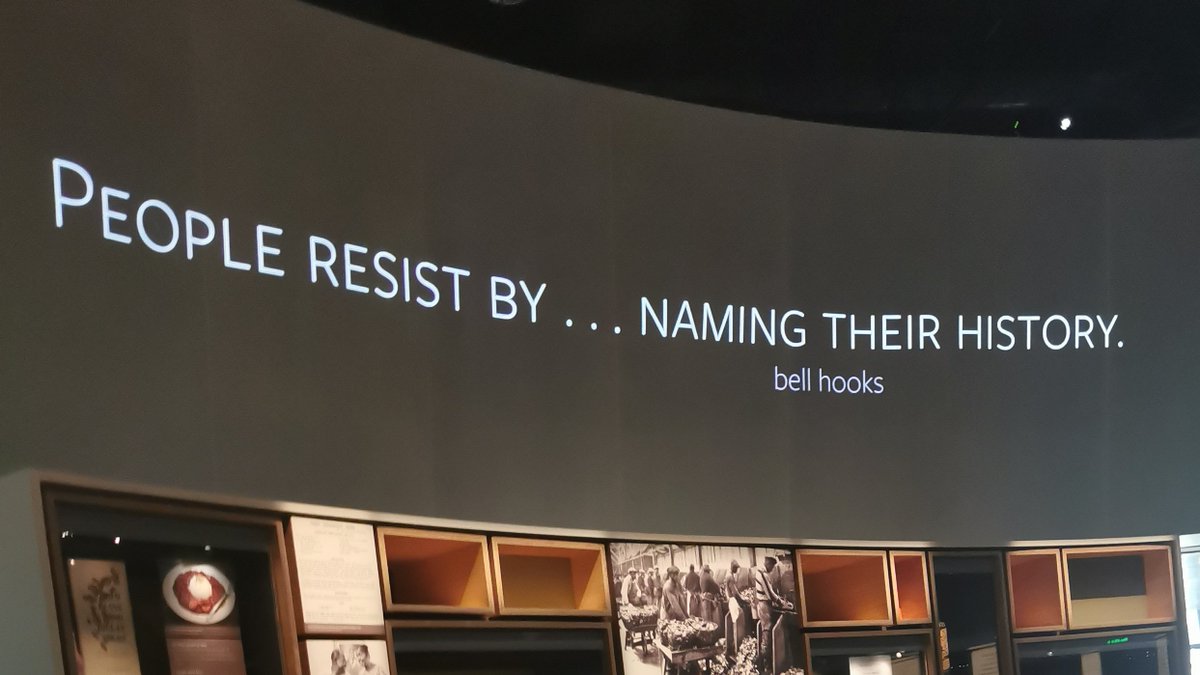 PEOPLE RESIST BY . . . NAMING THEIR HISTORY.
bell hooks